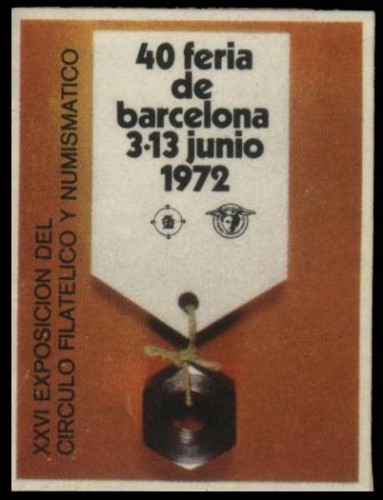 40 feria
de
barcelona
3·13 junio
1972
XXVI EXPOSICION DEL
CIRCULO FILATELICO Y NUMISMATICO